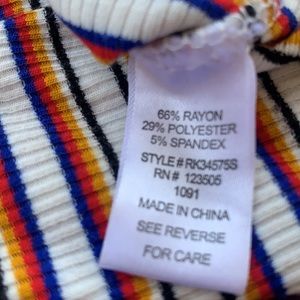 66% RAYON
29% POLYESTER
5% SPANDEX
STYLE # RK34575S
RN # 123505
1091
MADE IN CHINA
SEE REVERSE
FOR CARE